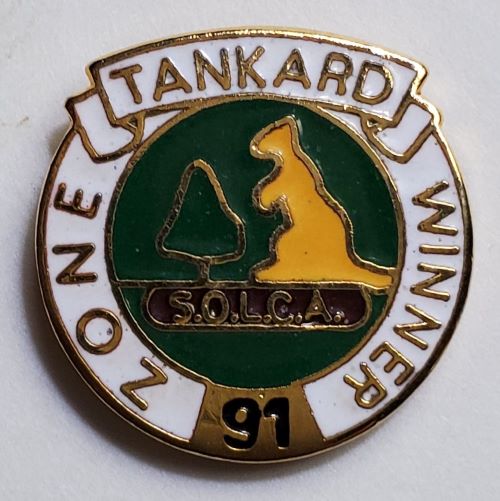 TANKARD
ZONE WINNER
S.O.L.C.A.
91